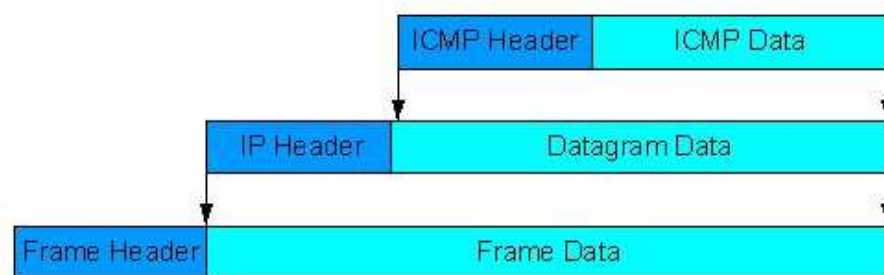 ICMP Header ICMP Data
IP Header Datagram Data
Frame Header Frame Data